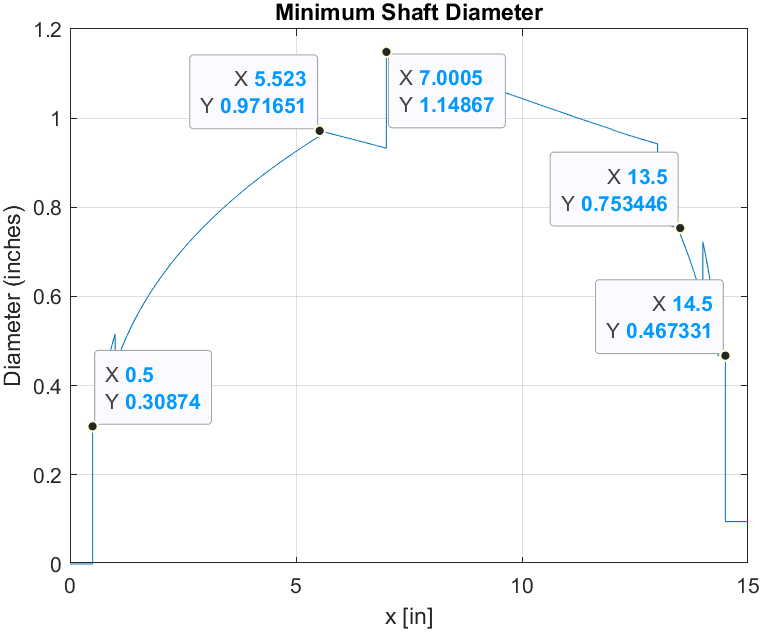 Minimum Shaft Diameter
Diameter (inches)
1.2
1
0.8
0.6
0.4
0.2
0
X 5.523
Y 0.971651
X 7.0005
Y 1.14867
X 13.5
Y 0.753446
X 14.5
Y 0.467331
X 0.5
Y 0.30874
0
5
10
15
x [in]